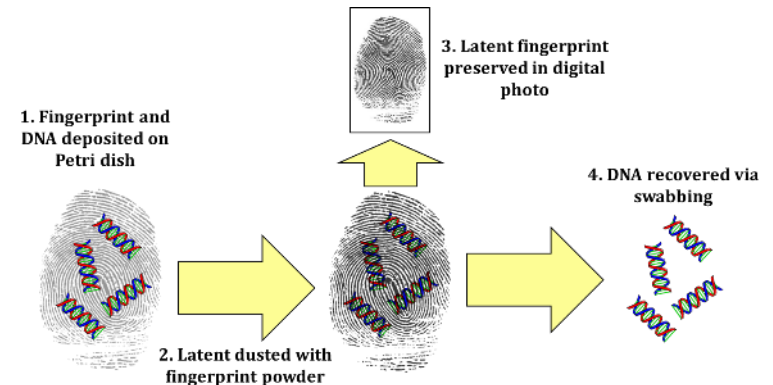 1. Fingerprint and
DNA deposited on
Petri dish
2. Latent dusted with
fingerprint powder
3. Latent fingerprint
preserved in digital
photo
4. DNA recovered via
swabbing